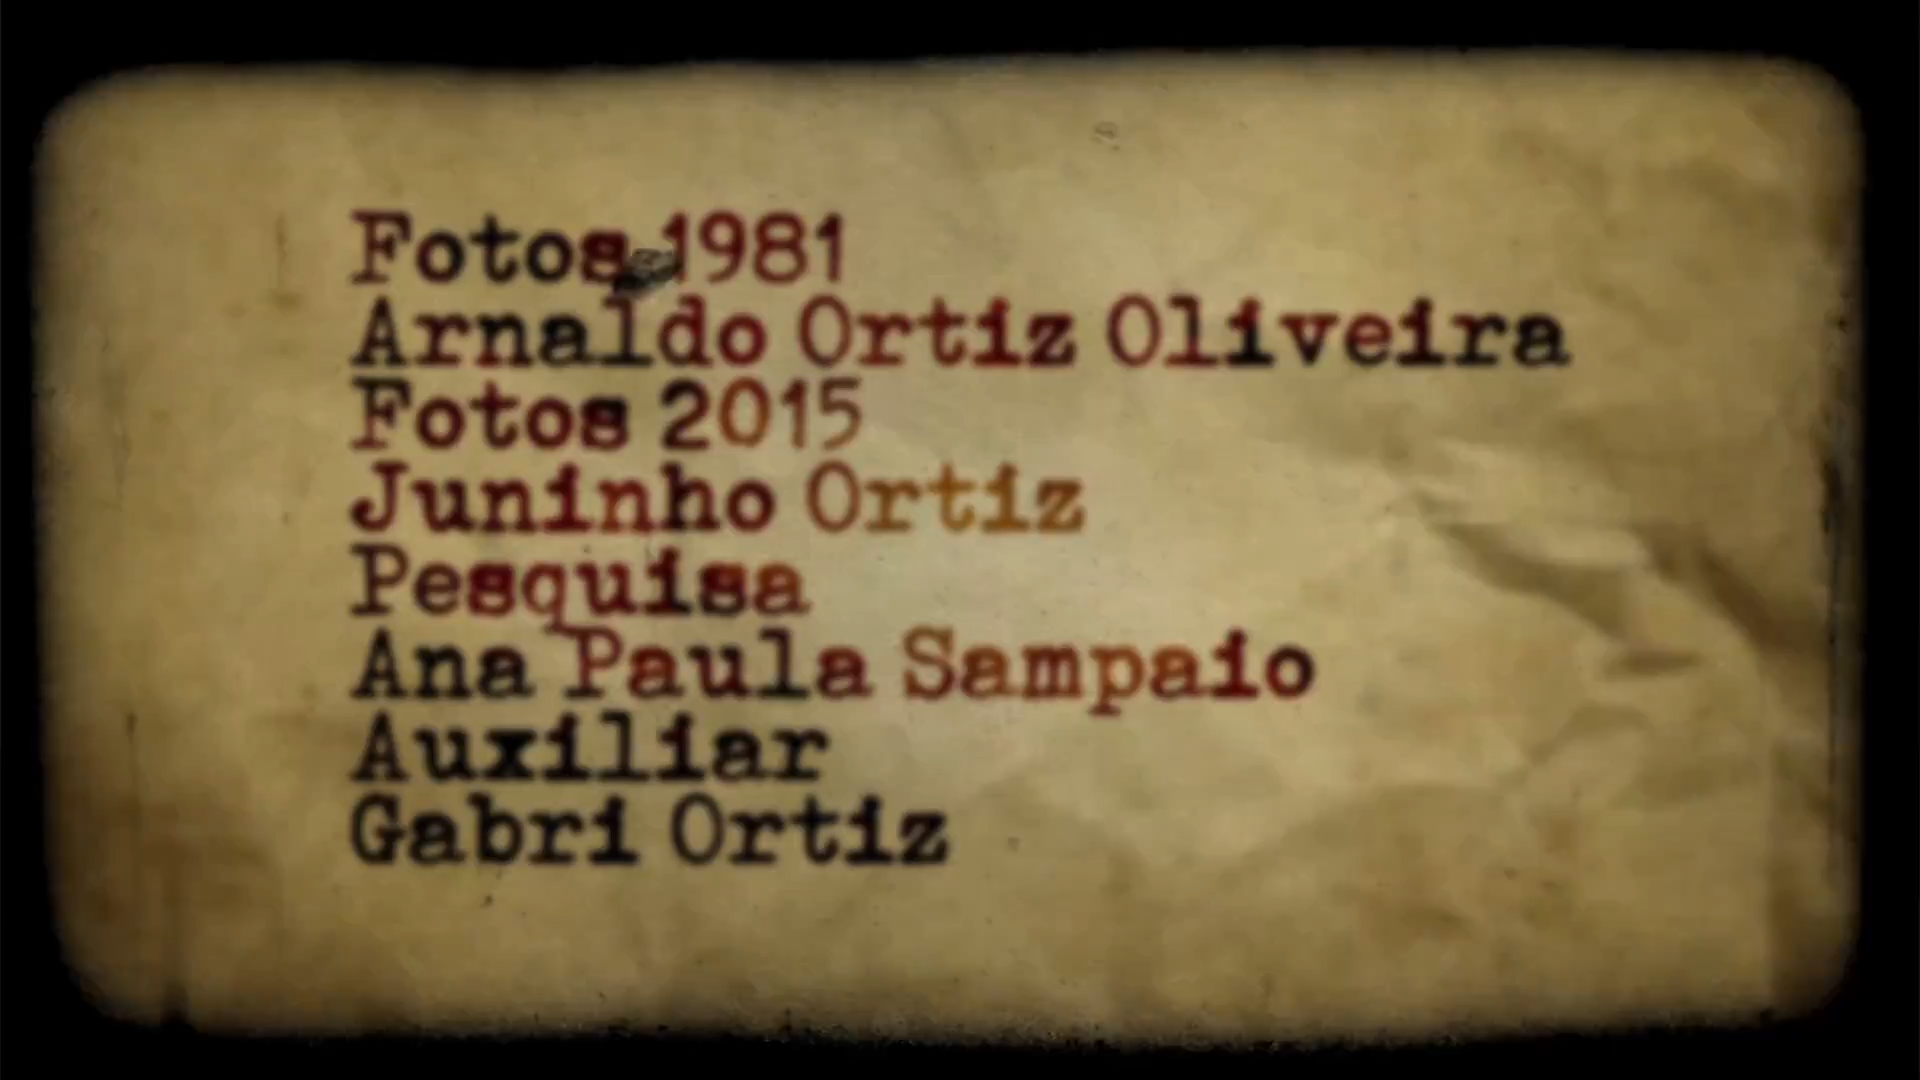 Fotos 1981
Arnaldo Ortiz Oliveira
Fotos 2015
Juninho Ortiz
Pesquisa
Ana Paula Sampaio
Auxiliar
Gabri Ortiz